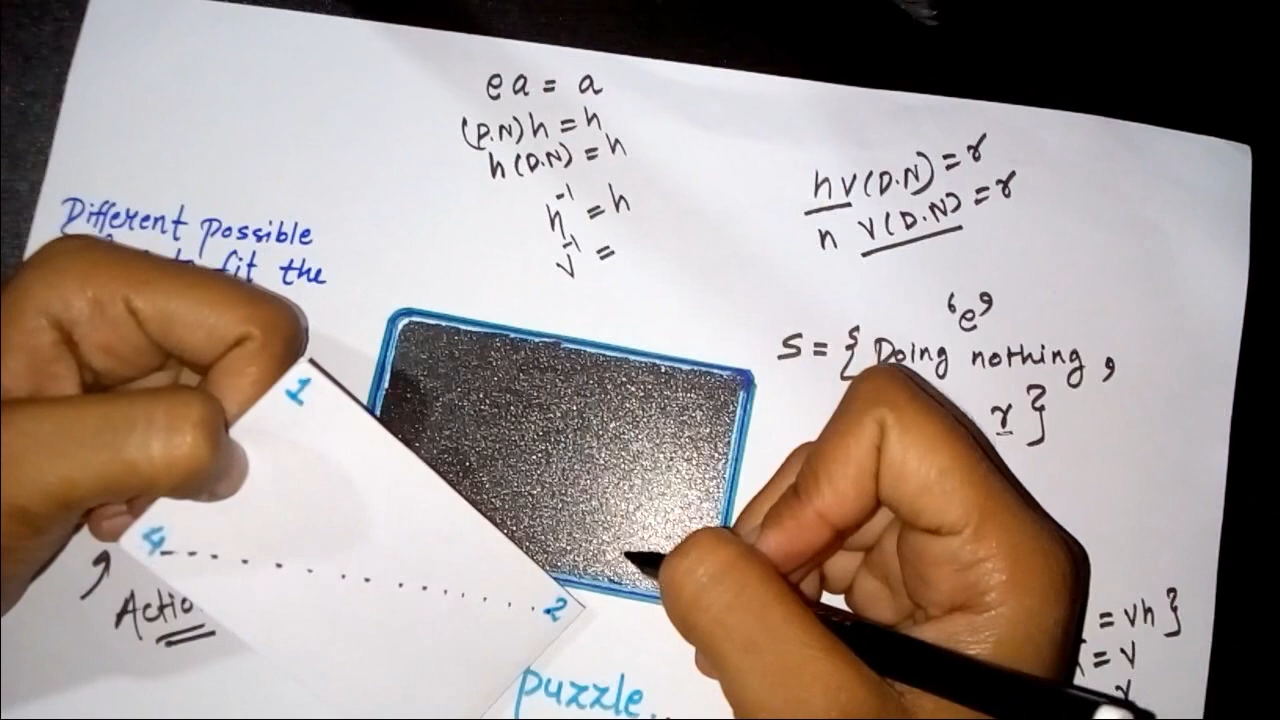 ea = a
(D.N)h = h
h(D.N) = h
h⁻¹ = h
v⁻¹ =
hv(D.N) = r
h v(D.N) = r
Different possible
fit the
'e'
S = { Doing nothing ,
r }
1
4
2
Actio
= vh }
= v
r
puzzle..